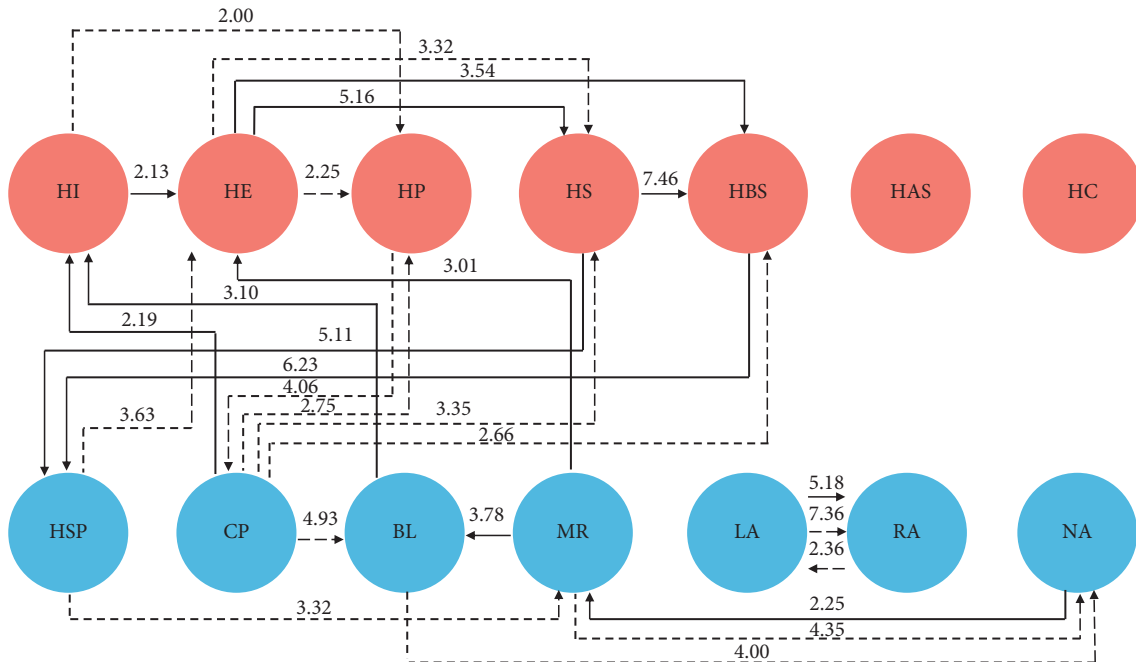 2.00
3.32
3.54
5.16
HI
2.13
HE
2.25
HP
HS
7.46
HBS
HAS
HC
3.01
3.10
2.19
5.11
6.23
4.06
2.75
3.35
3.63
2.66
HSP
CP
4.93
BL
3.78
MR
LA
5.18
7.36
2.36
RA
NA
3.32
2.25
4.35
4.00